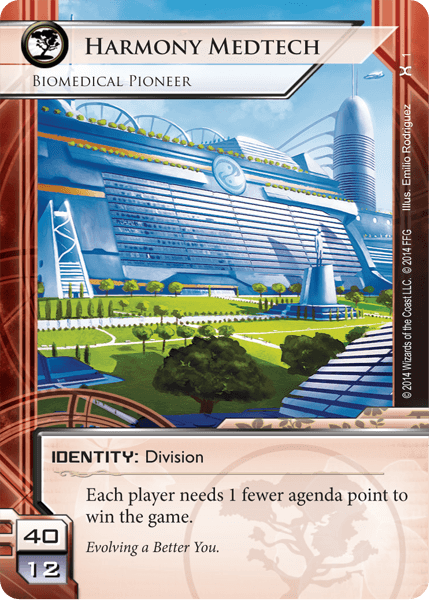 HARMONY MEDTECH
BIOMEDICAL PIONEER
1
Illus. Emilio Rodriguez
© 2014 Wizards of the Coast LLC. © 2014 FFG
IDENTITY: Division
Each player needs 1 fewer agenda point to
win the game.
Evolving a Better You.
40
12